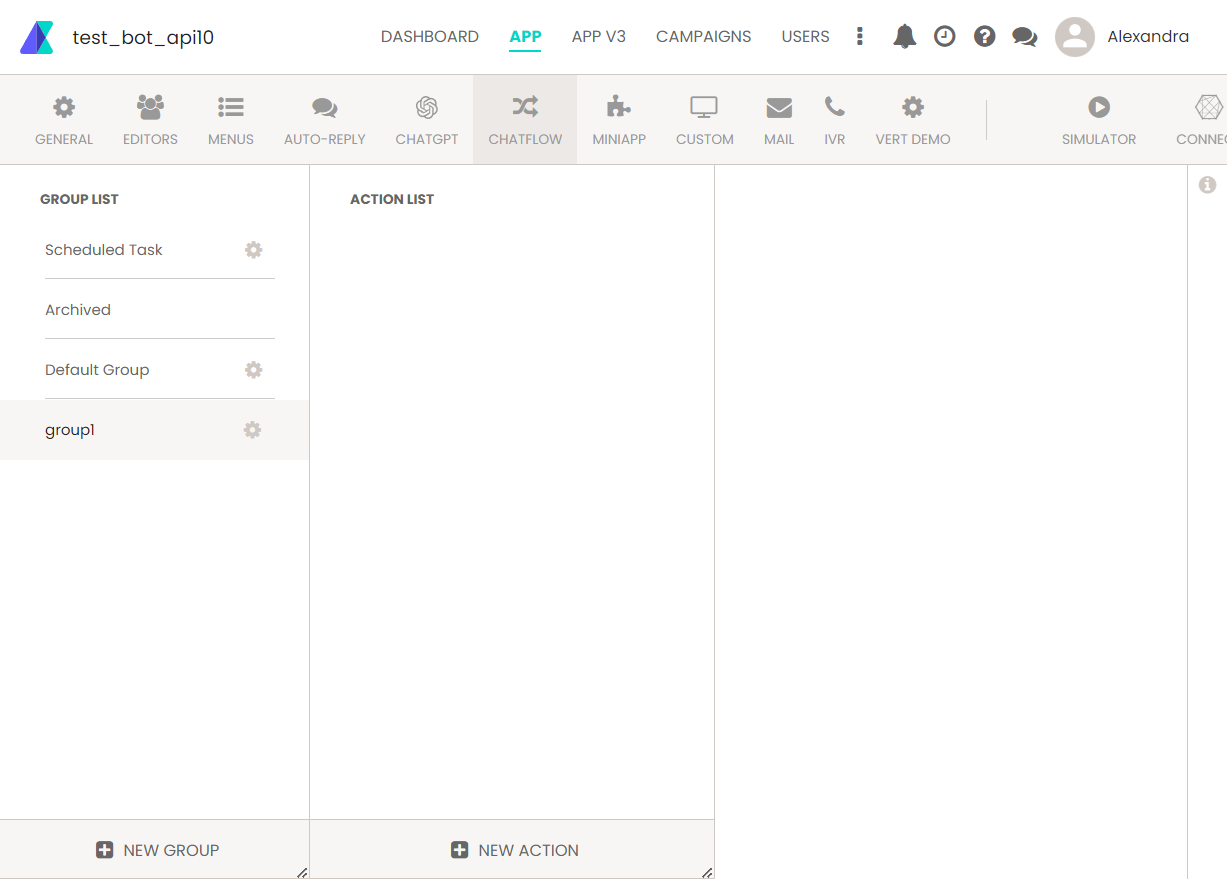 test_bot_api10
DASHBOARD APP APP V3 CAMPAIGNS USERS Alexandra
GENERAL EDITORS MENUS AUTO-REPLY CHATGPT CHATFLOW MINIAPP CUSTOM MAIL IVR VERT DEMO SIMULATOR CONNEC
GROUP LIST
Scheduled Task
Archived
Default Group
group1
NEW GROUP
ACTION LIST
NEW ACTION